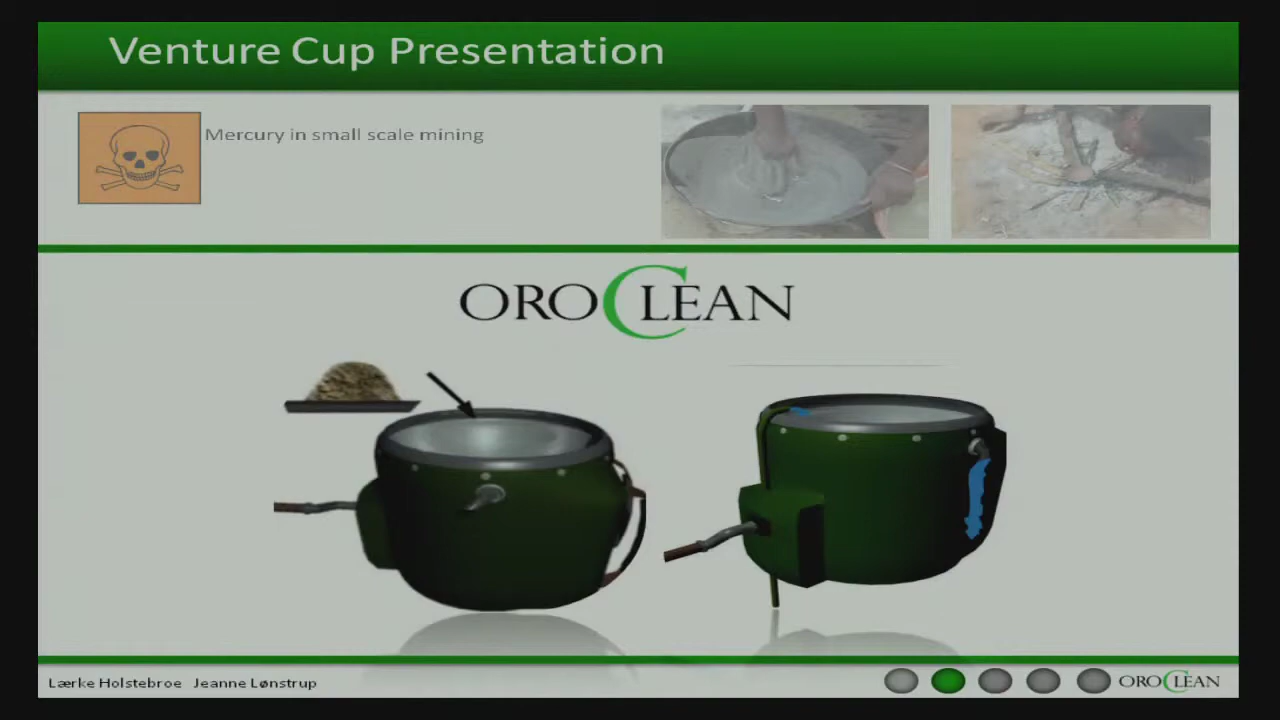 Venture Cup Presentation
Mercury in small scale mining
OROCLEAN
Lærke Holstebroe Jeanne Lønstrup
OROCLEAN